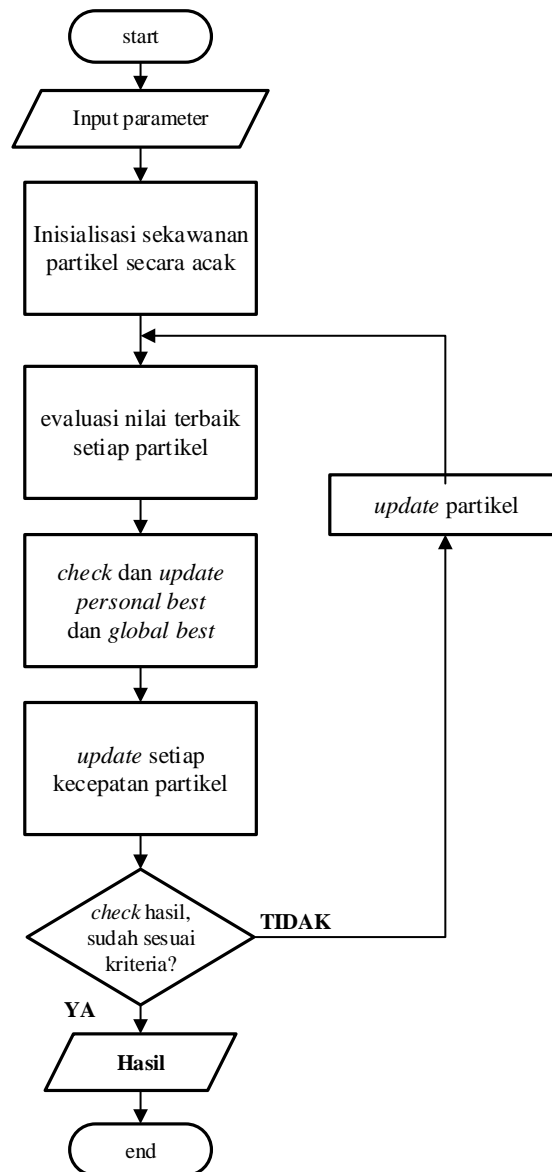 start
Input parameter
Inisialisasi sekawanan
partikel secara acak
evaluasi nilai terbaik
setiap partikel
update partikel
check dan update
personal best
dan global best
update setiap
kecepatan partikel
check hasil,
sudah sesuai
kriteria?
TIDAK
YA
Hasil
end